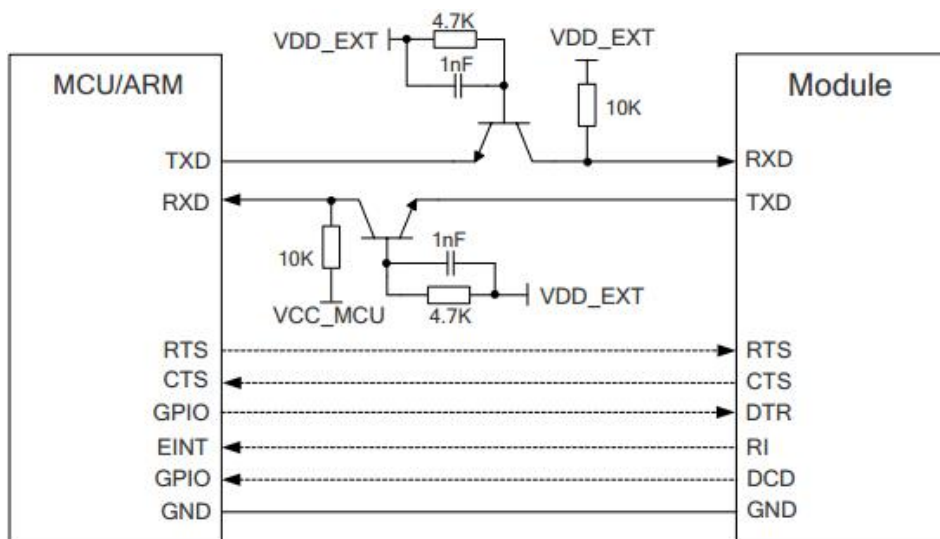 4.7K
VDD_EXT
VDD_EXT
1nF
MCU/ARM
Module
10K
TXD
RXD
RXD
TXD
1nF
10K
VDD_EXT
VCC_MCU
4.7K
RTS
RTS
CTS
CTS
GPIO
DTR
EINT
RI
GPIO
DCD
GND
GND